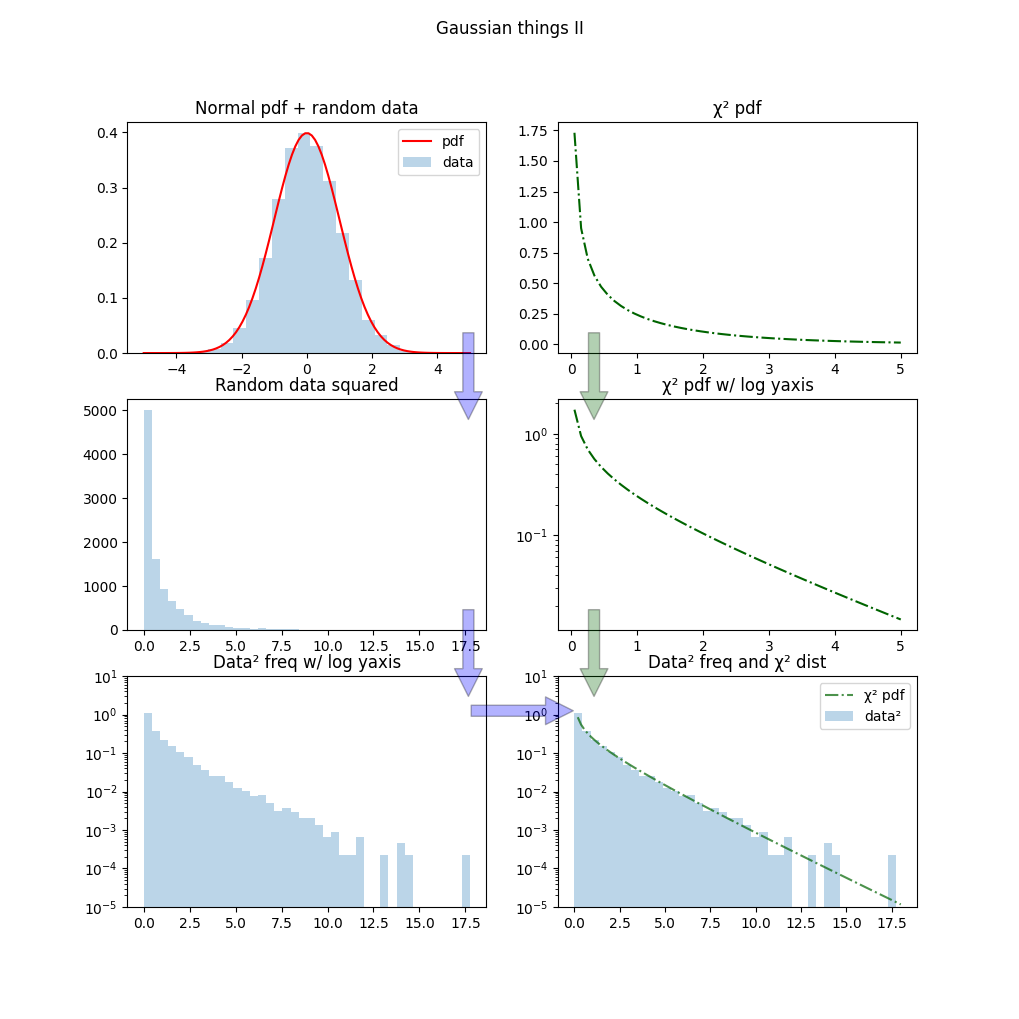 Gaussian things II
Normal pdf + random data
0.4
0.3
0.2
0.1
0.0
−4 −2 0 2 4
pdf
data
χ² pdf
1.75
1.50
1.25
1.00
0.75
0.50
0.25
0.00
0 1 2 3 4 5
Random data squared
5000
4000
3000
2000
1000
0
0.0 2.5 5.0 7.5 10.0 12.5 15.0 17.5
χ² pdf w/ log yaxis
10⁰
10⁻¹
0 1 2 3 4 5
Data² freq w/ log yaxis
10¹
10⁰
10⁻¹
10⁻²
10⁻³
10⁻⁴
10⁻⁵
0.0 2.5 5.0 7.5 10.0 12.5 15.0 17.5
Data² freq and χ² dist
10¹
10⁰
10⁻¹
10⁻²
10⁻³
10⁻⁴
10⁻⁵
0.0 2.5 5.0 7.5 10.0 12.5 15.0 17.5
χ² pdf
data²